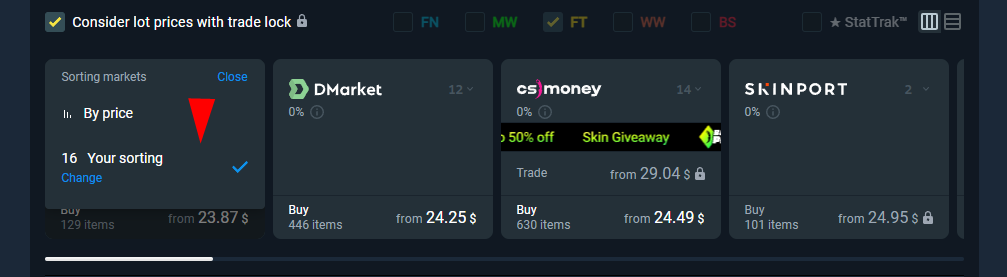 Consider lot prices with trade lock
FN
MW
FT
WW
BS
★ StatTrak™
Sorting markets
Close
By price
16 Your sorting
Change
Buy
129 items
from 23.87 $
DMarket
12
0%
Buy
446 items
from 24.25 $
cs)money
14
0%
o 50% off
Skin Giveaway
Trade
from 29.04 $
Buy
630 items
from 24.49 $
SKINPORT
2
0%
Buy
101 items
from 24.95 $